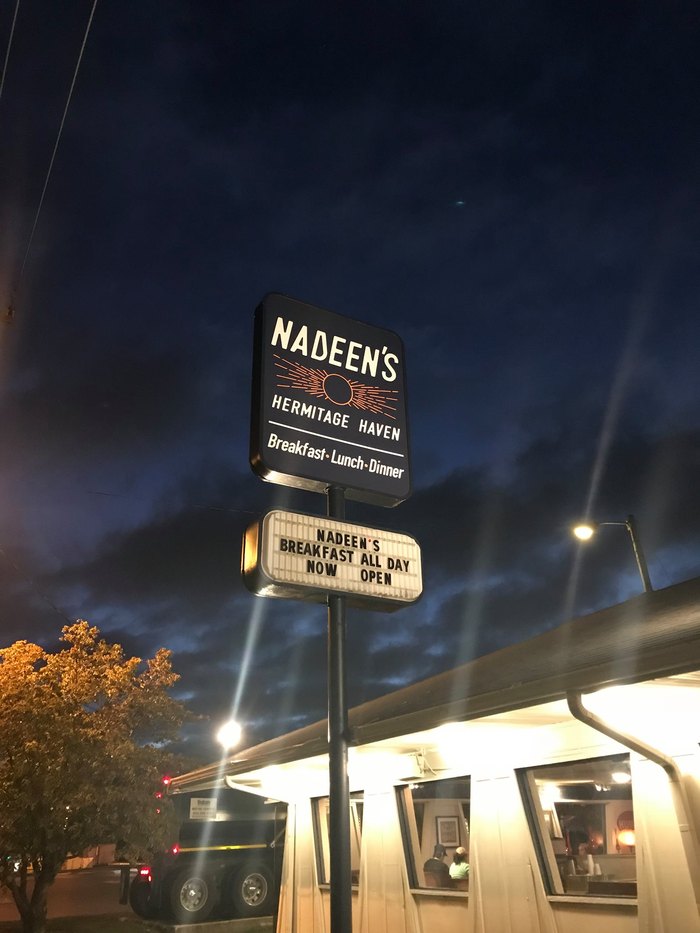 NADEEN'S
HERMITAGE HAVEN
Breakfast • Lunch • Dinner
NADEEN'S
BREAKFAST ALL DAY
NOW OPEN